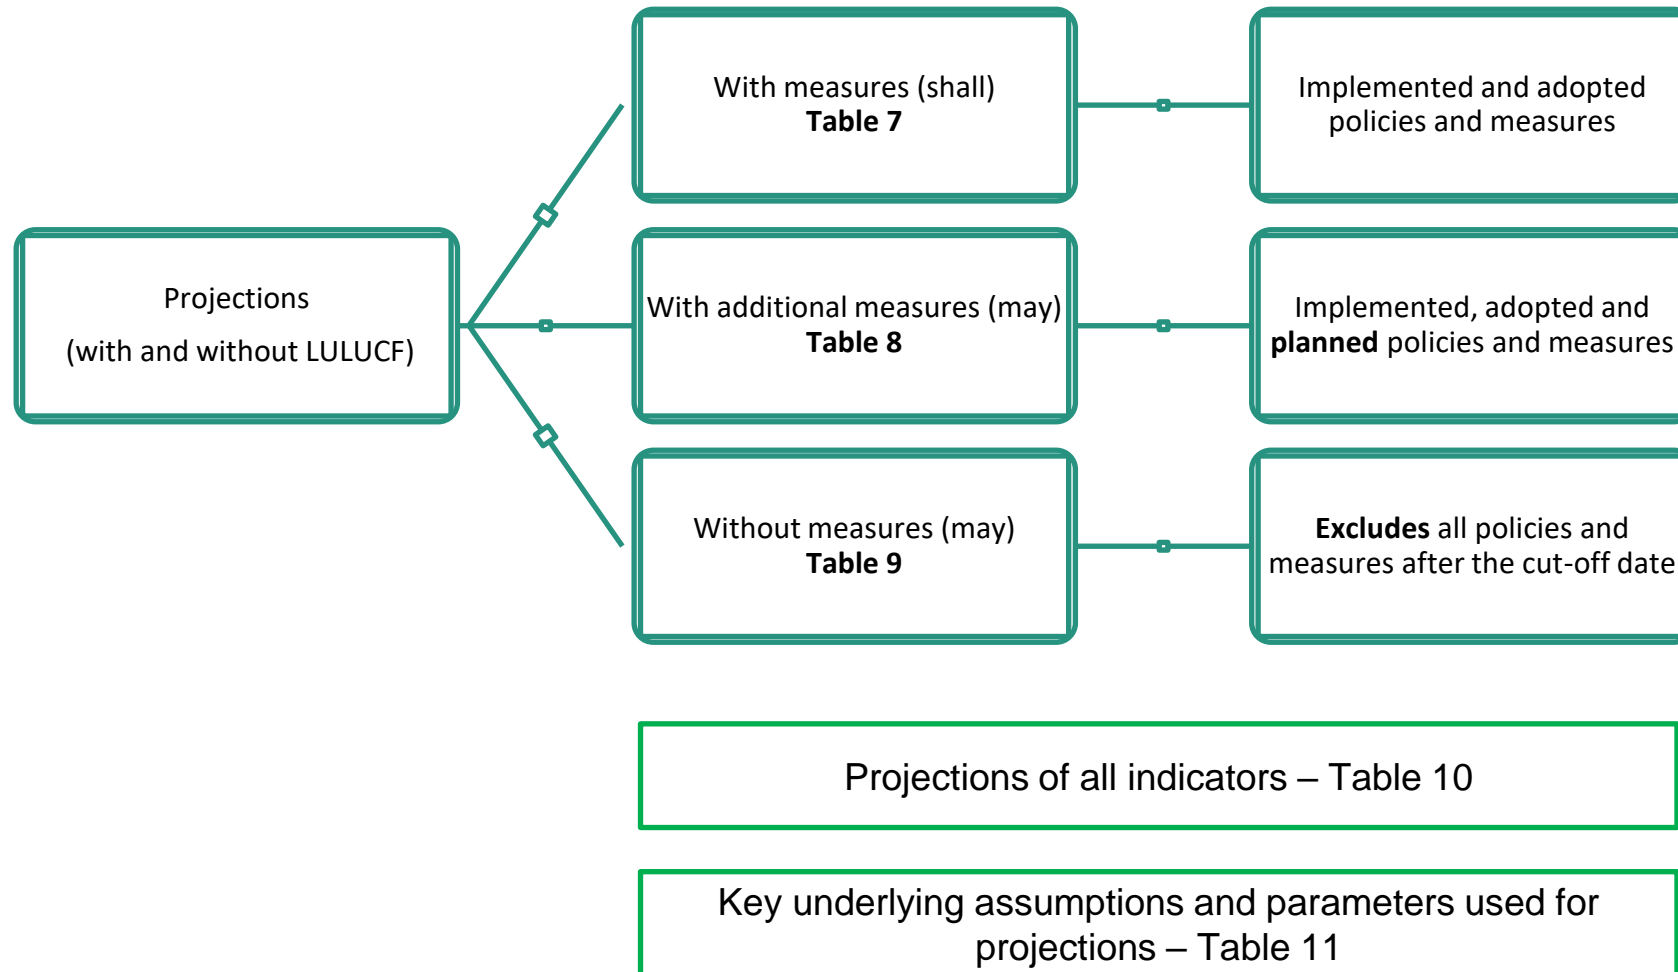 Projections
(with and without LULUCF)
With measures (shall)
Table 7
Implemented and adopted
policies and measures
With additional measures (may)
Table 8
Implemented, adopted and
planned policies and measures
Without measures (may)
Table 9
Excludes all policies and
measures after the cut-off date
Projections of all indicators – Table 10
Key underlying assumptions and parameters used for
projections – Table 11